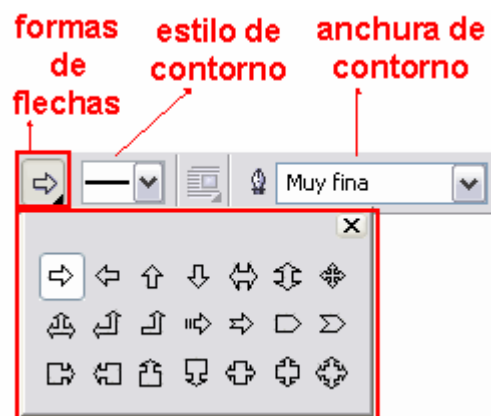 formas de flechas
estilo de contorno
anchura de contorno
Muy fina